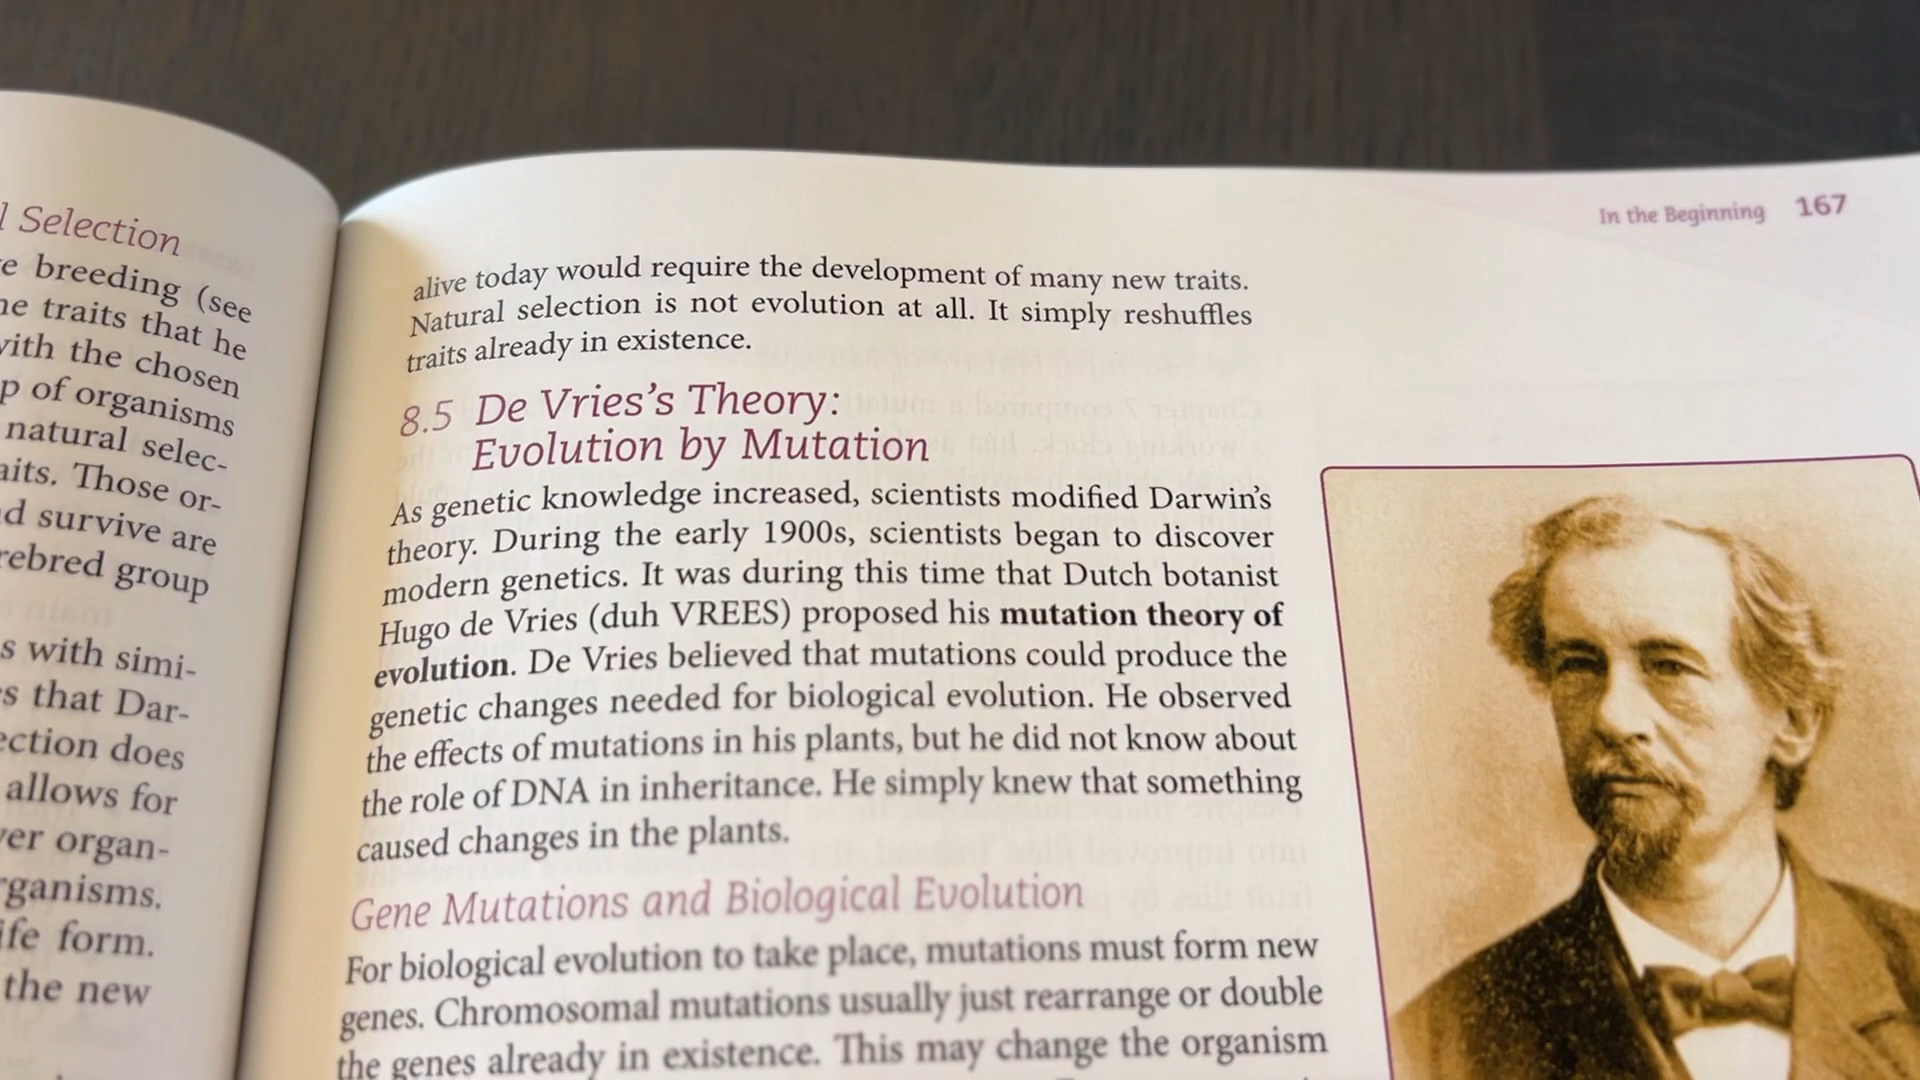 l Selection
e breeding (see
ne traits that he
with the chosen
p of organisms
natural selec-
aits. Those or-
d survive are
rebred group
s with simi-
s that Dar-
ection does
allows for
ver organ-
rganisms,
ife form.
the new
In the Beginning 167
alive today would require the development of many new traits.
Natural selection is not evolution at all. It simply reshuffles
traits already in existence.
8.5 De Vries's Theory:
Evolution by Mutation
As genetic knowledge increased, scientists modified Darwin's
theory. During the early 1900s, scientists began to discover
modern genetics. It was during this time that Dutch botanist
Hugo de Vries (duh VREES) proposed his mutation theory of
evolution. De Vries believed that mutations could produce the
genetic changes needed for biological evolution. He observed
the effects of mutations in his plants, but he did not know about
the role of DNA in inheritance. He simply knew that something
caused changes in the plants.
Gene Mutations and Biological Evolution
For biological evolution to take place, mutations must form new
genes. Chromosomal mutations usually just rearrange or double
the genes already in existence. This may change the organism